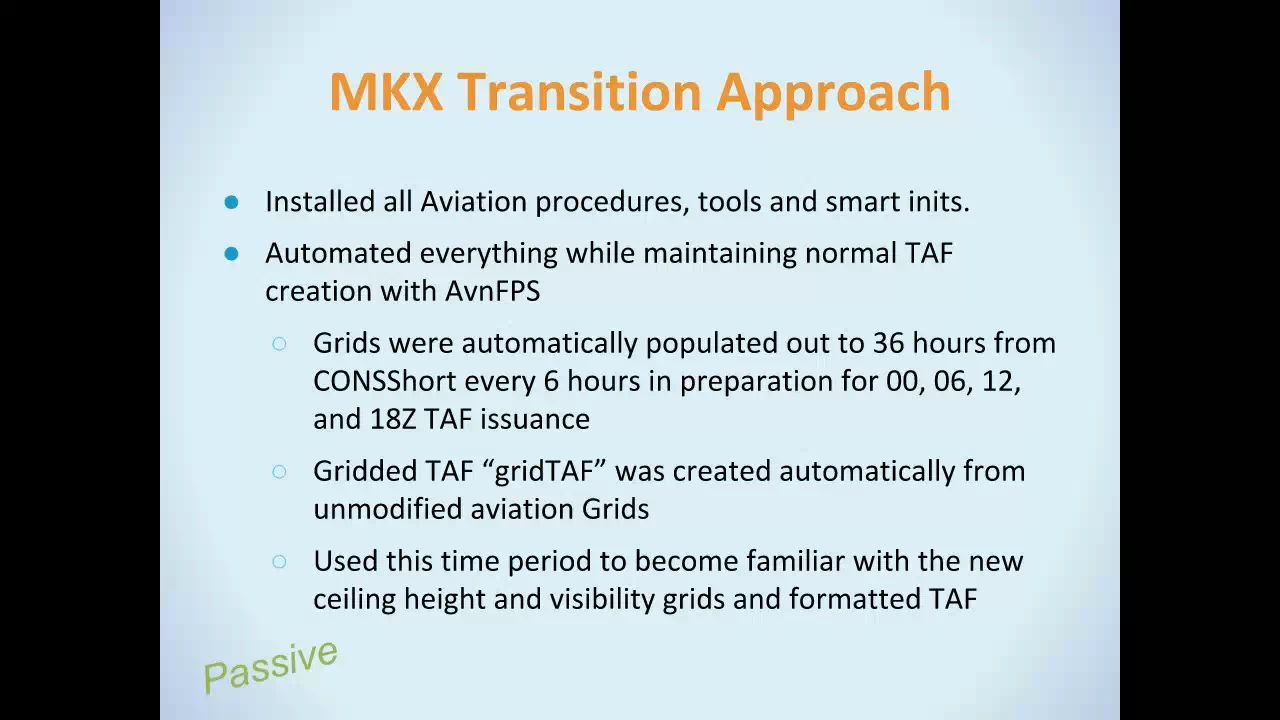 MKX Transition Approach
● Installed all Aviation procedures, tools and smart inits.
● Automated everything while maintaining normal TAF
creation with AvnFPS
○ Grids were automatically populated out to 36 hours from
CONSShort every 6 hours in preparation for 00, 06, 12,
and 18Z TAF issuance
○ Gridded TAF “gridTAF” was created automatically from
unmodified aviation Grids
○ Used this time period to become familiar with the new
ceiling height and visibility grids and formatted TAF
Passive